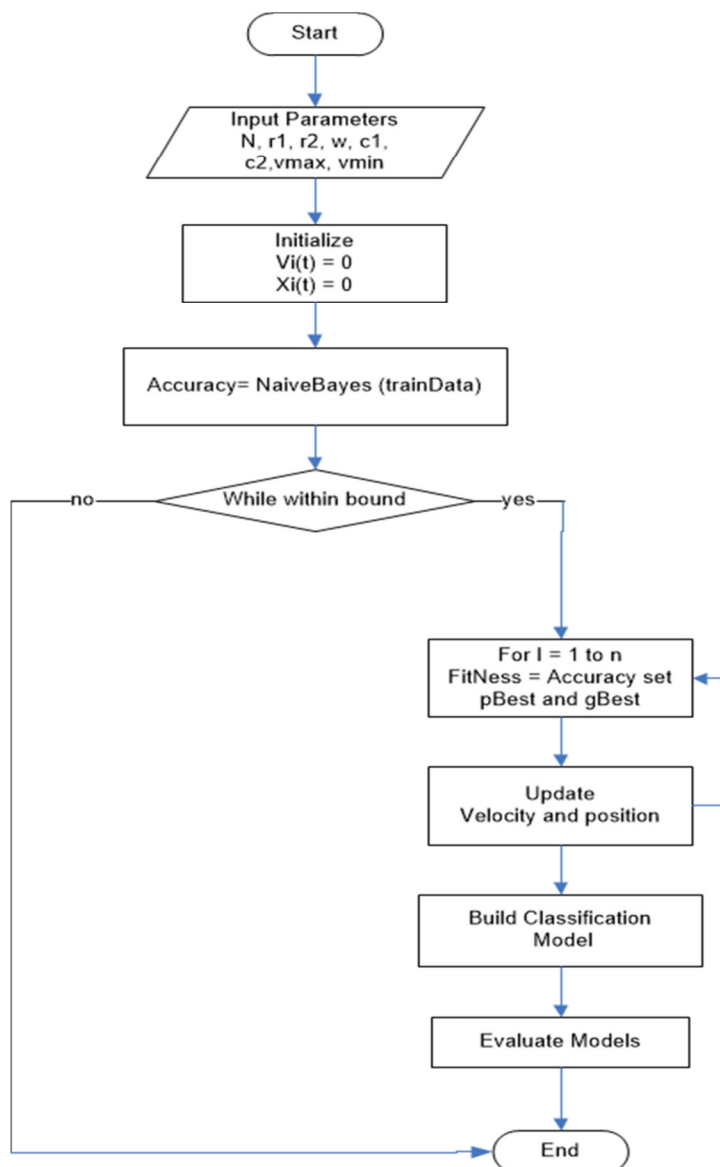 Start
Input Parameters
N, r1, r2, w, c1,
c2,vmax, vmin
Initialize
Vi(t) = 0
Xi(t) = 0
Accuracy= NaiveBayes (trainData)
no
While within bound
yes
For I = 1 to n
FitNess = Accuracy set
pBest and gBest
Update
Velocity and position
Build Classification
Model
Evaluate Models
End